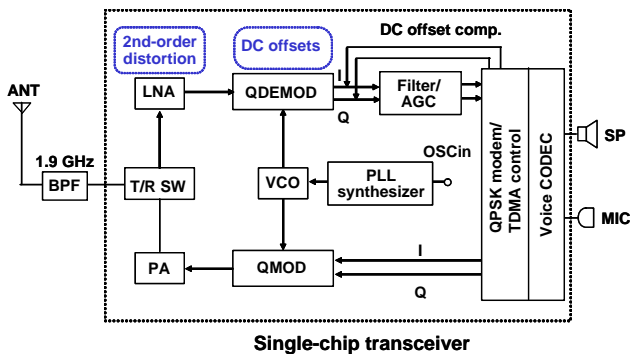 DC offset comp.
2nd-order
distortion
DC offsets
ANT
LNA
QDEMOD
I
Q
Filter/
AGC
1.9 GHz
BPF
T/R SW
VCO
PLL
synthesizer
OSCin
QPSK modem/
TDMA control
Voice CODEC
SP
MIC
PA
QMOD
I
Q
Single-chip transceiver